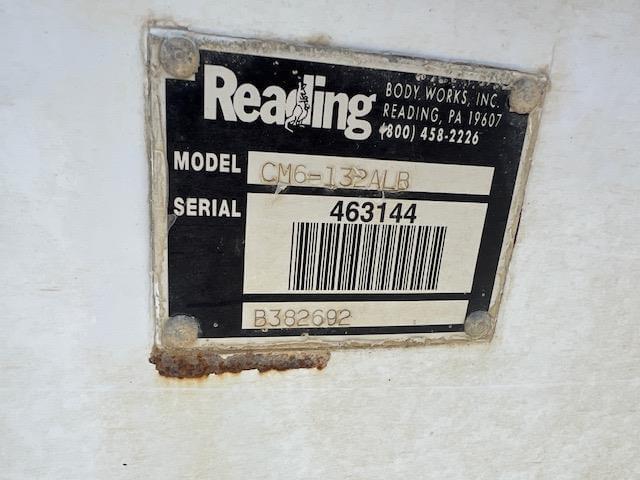 Reading
BODY WORKS, INC.
READING, PA 19607
(800) 458-2226
MODEL CM6-132ALB
SERIAL 463144
B382692